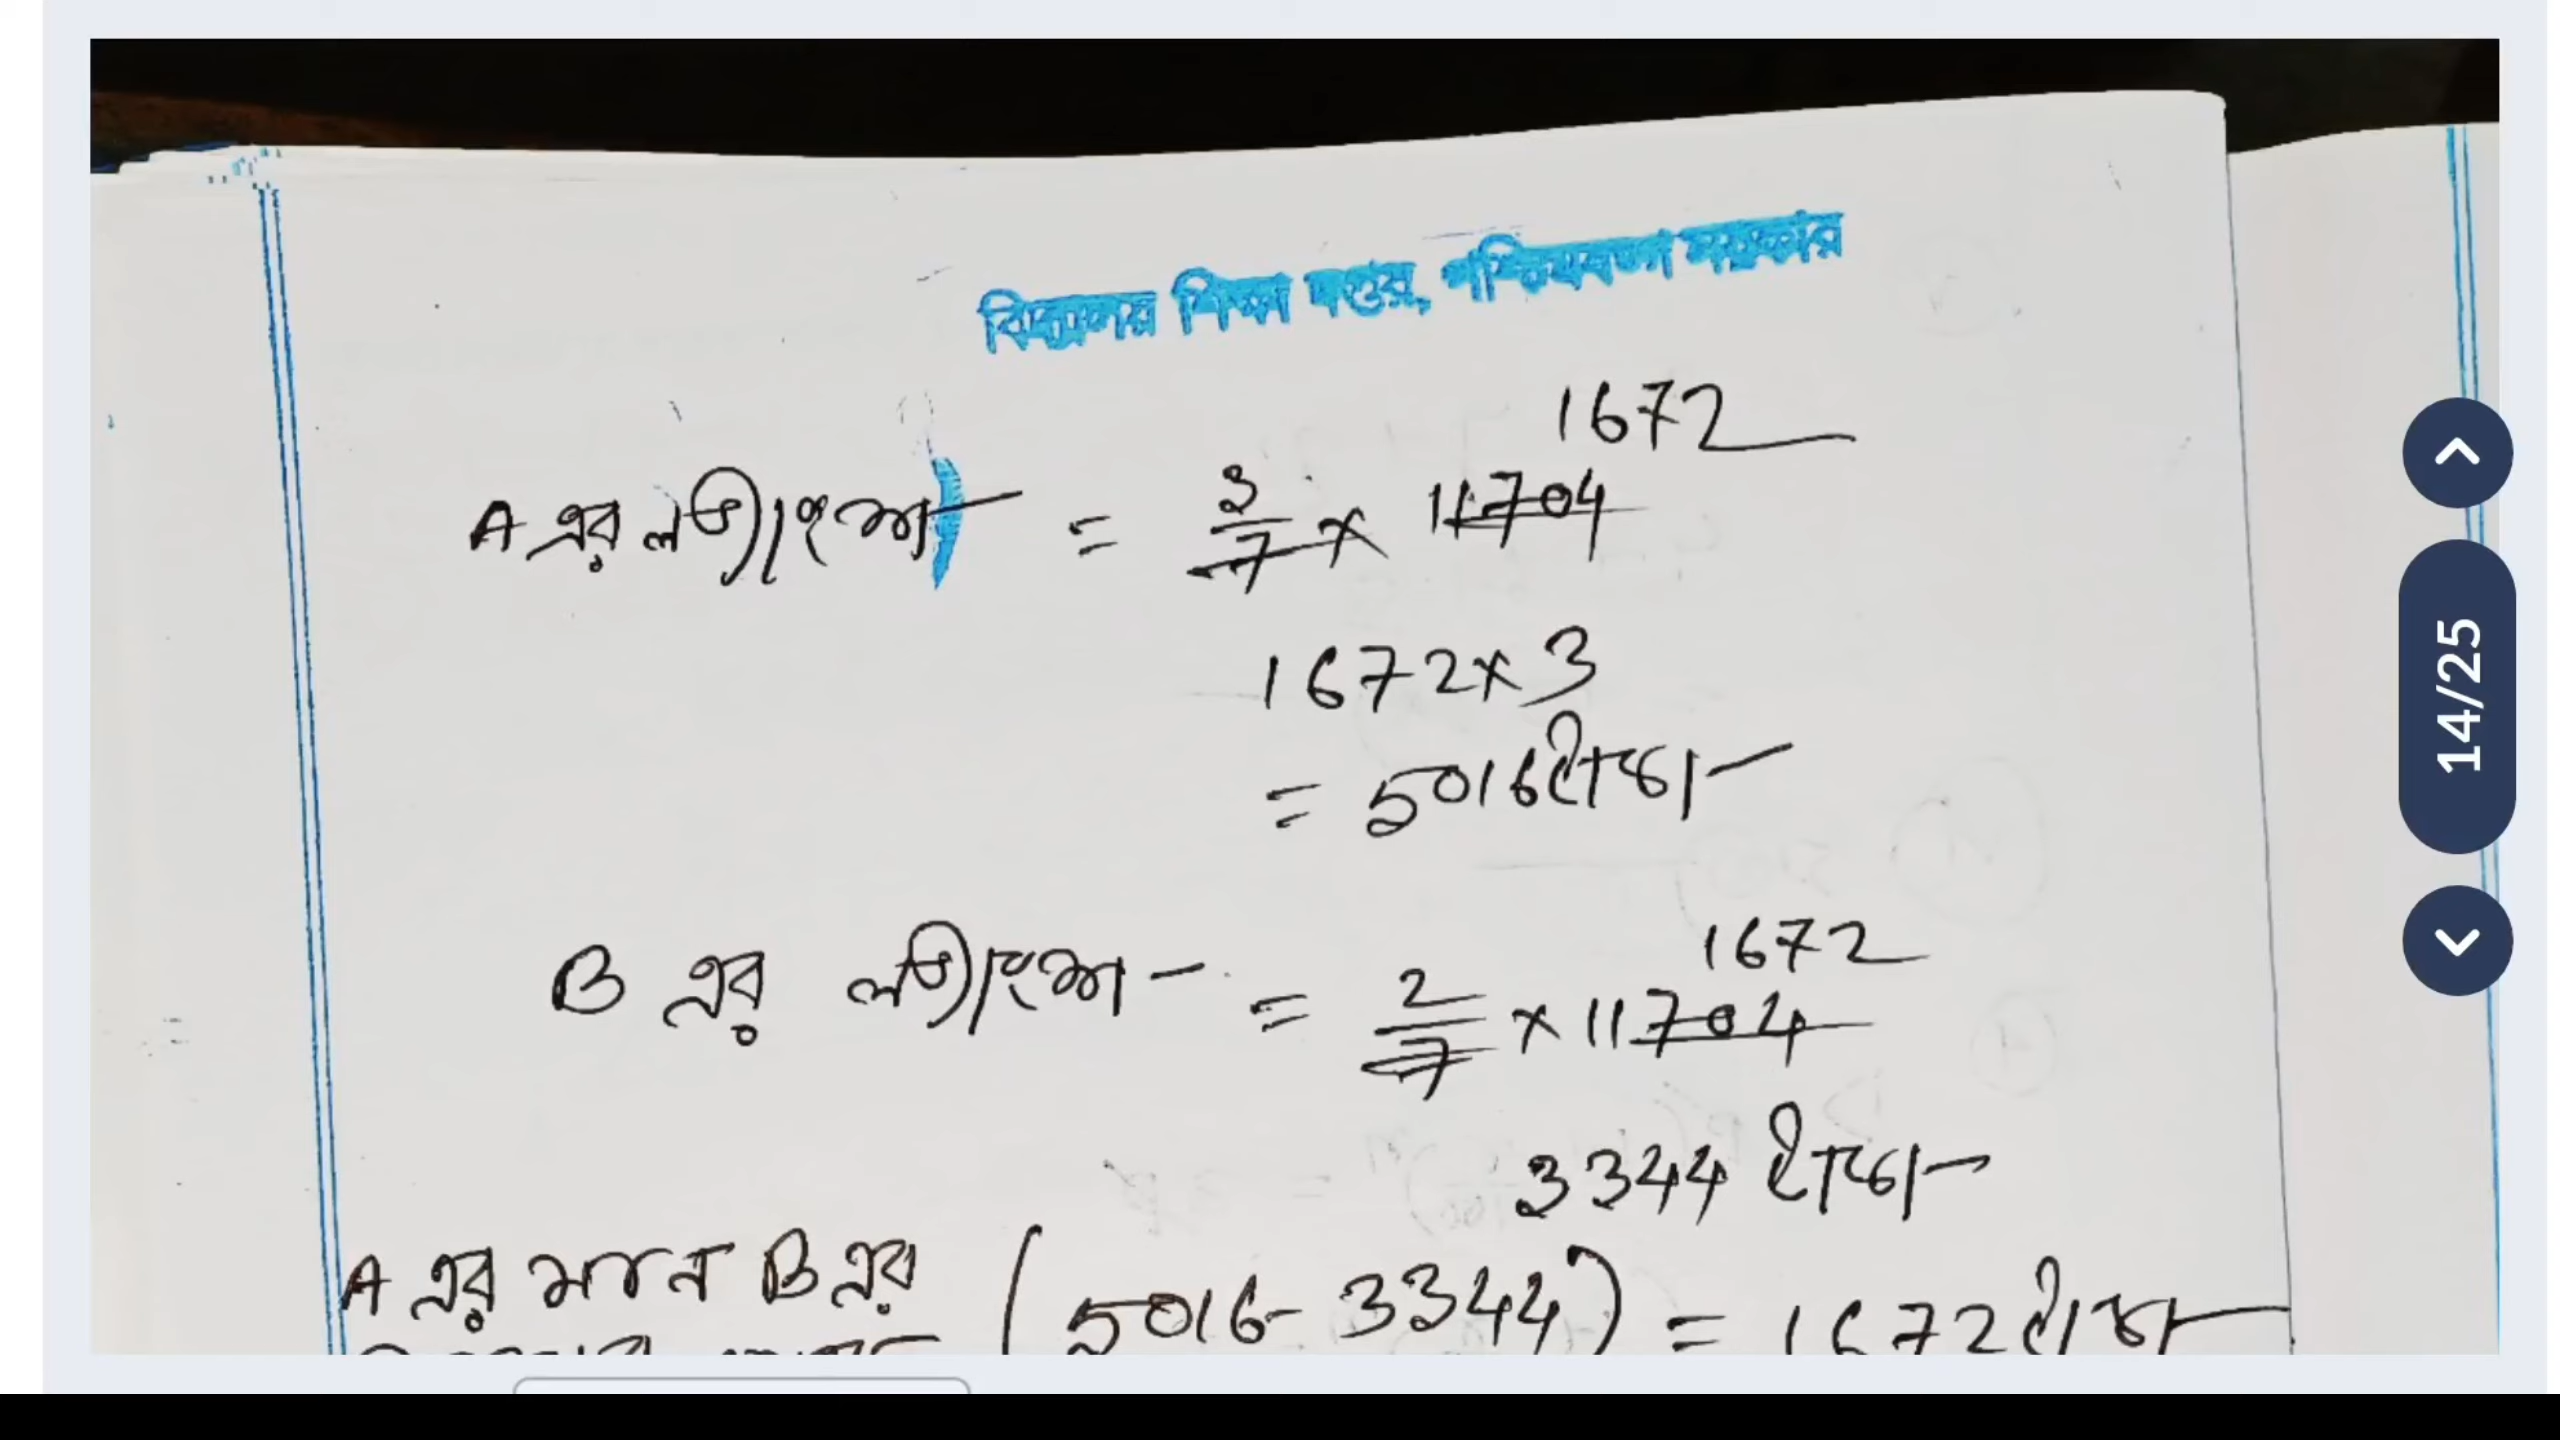 বিদ্যালয় শিক্ষা দপ্তর, পশ্চিমবঙ্গ সরকার
1672
A এর লভ্যাংশ = 3/7 × 11704
1672×3
= 5016 টাকা
1672
B এর লভ্যাংশ = 2/7 × 11704
3344 টাকা
A এর B এর (5016-3344) = 1672 টাকা
14/25